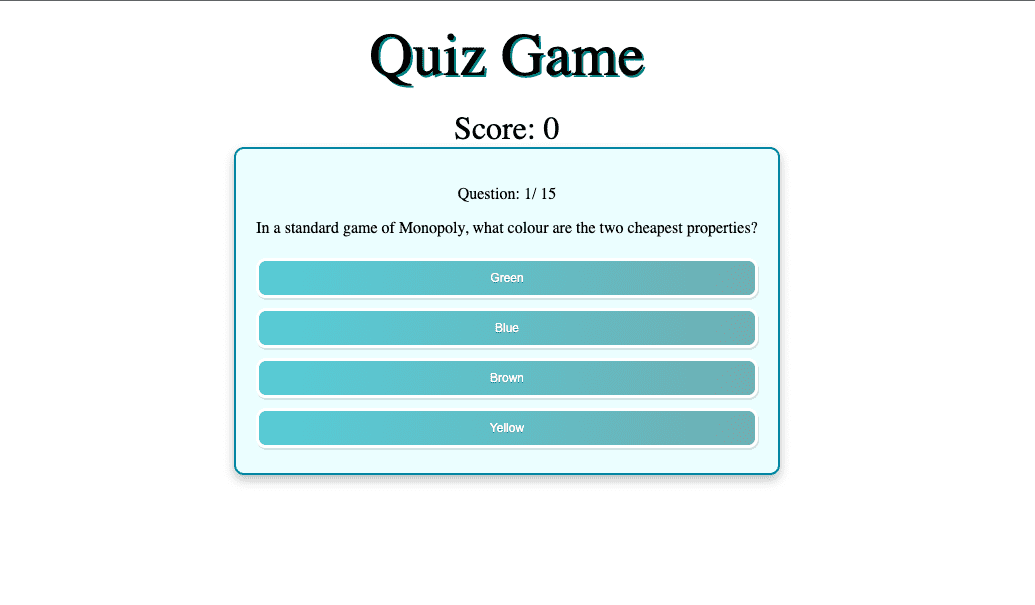 Quiz Game
Score: 0
Question: 1/ 15
In a standard game of Monopoly, what colour are the two cheapest properties?
Green
Blue
Brown
Yellow